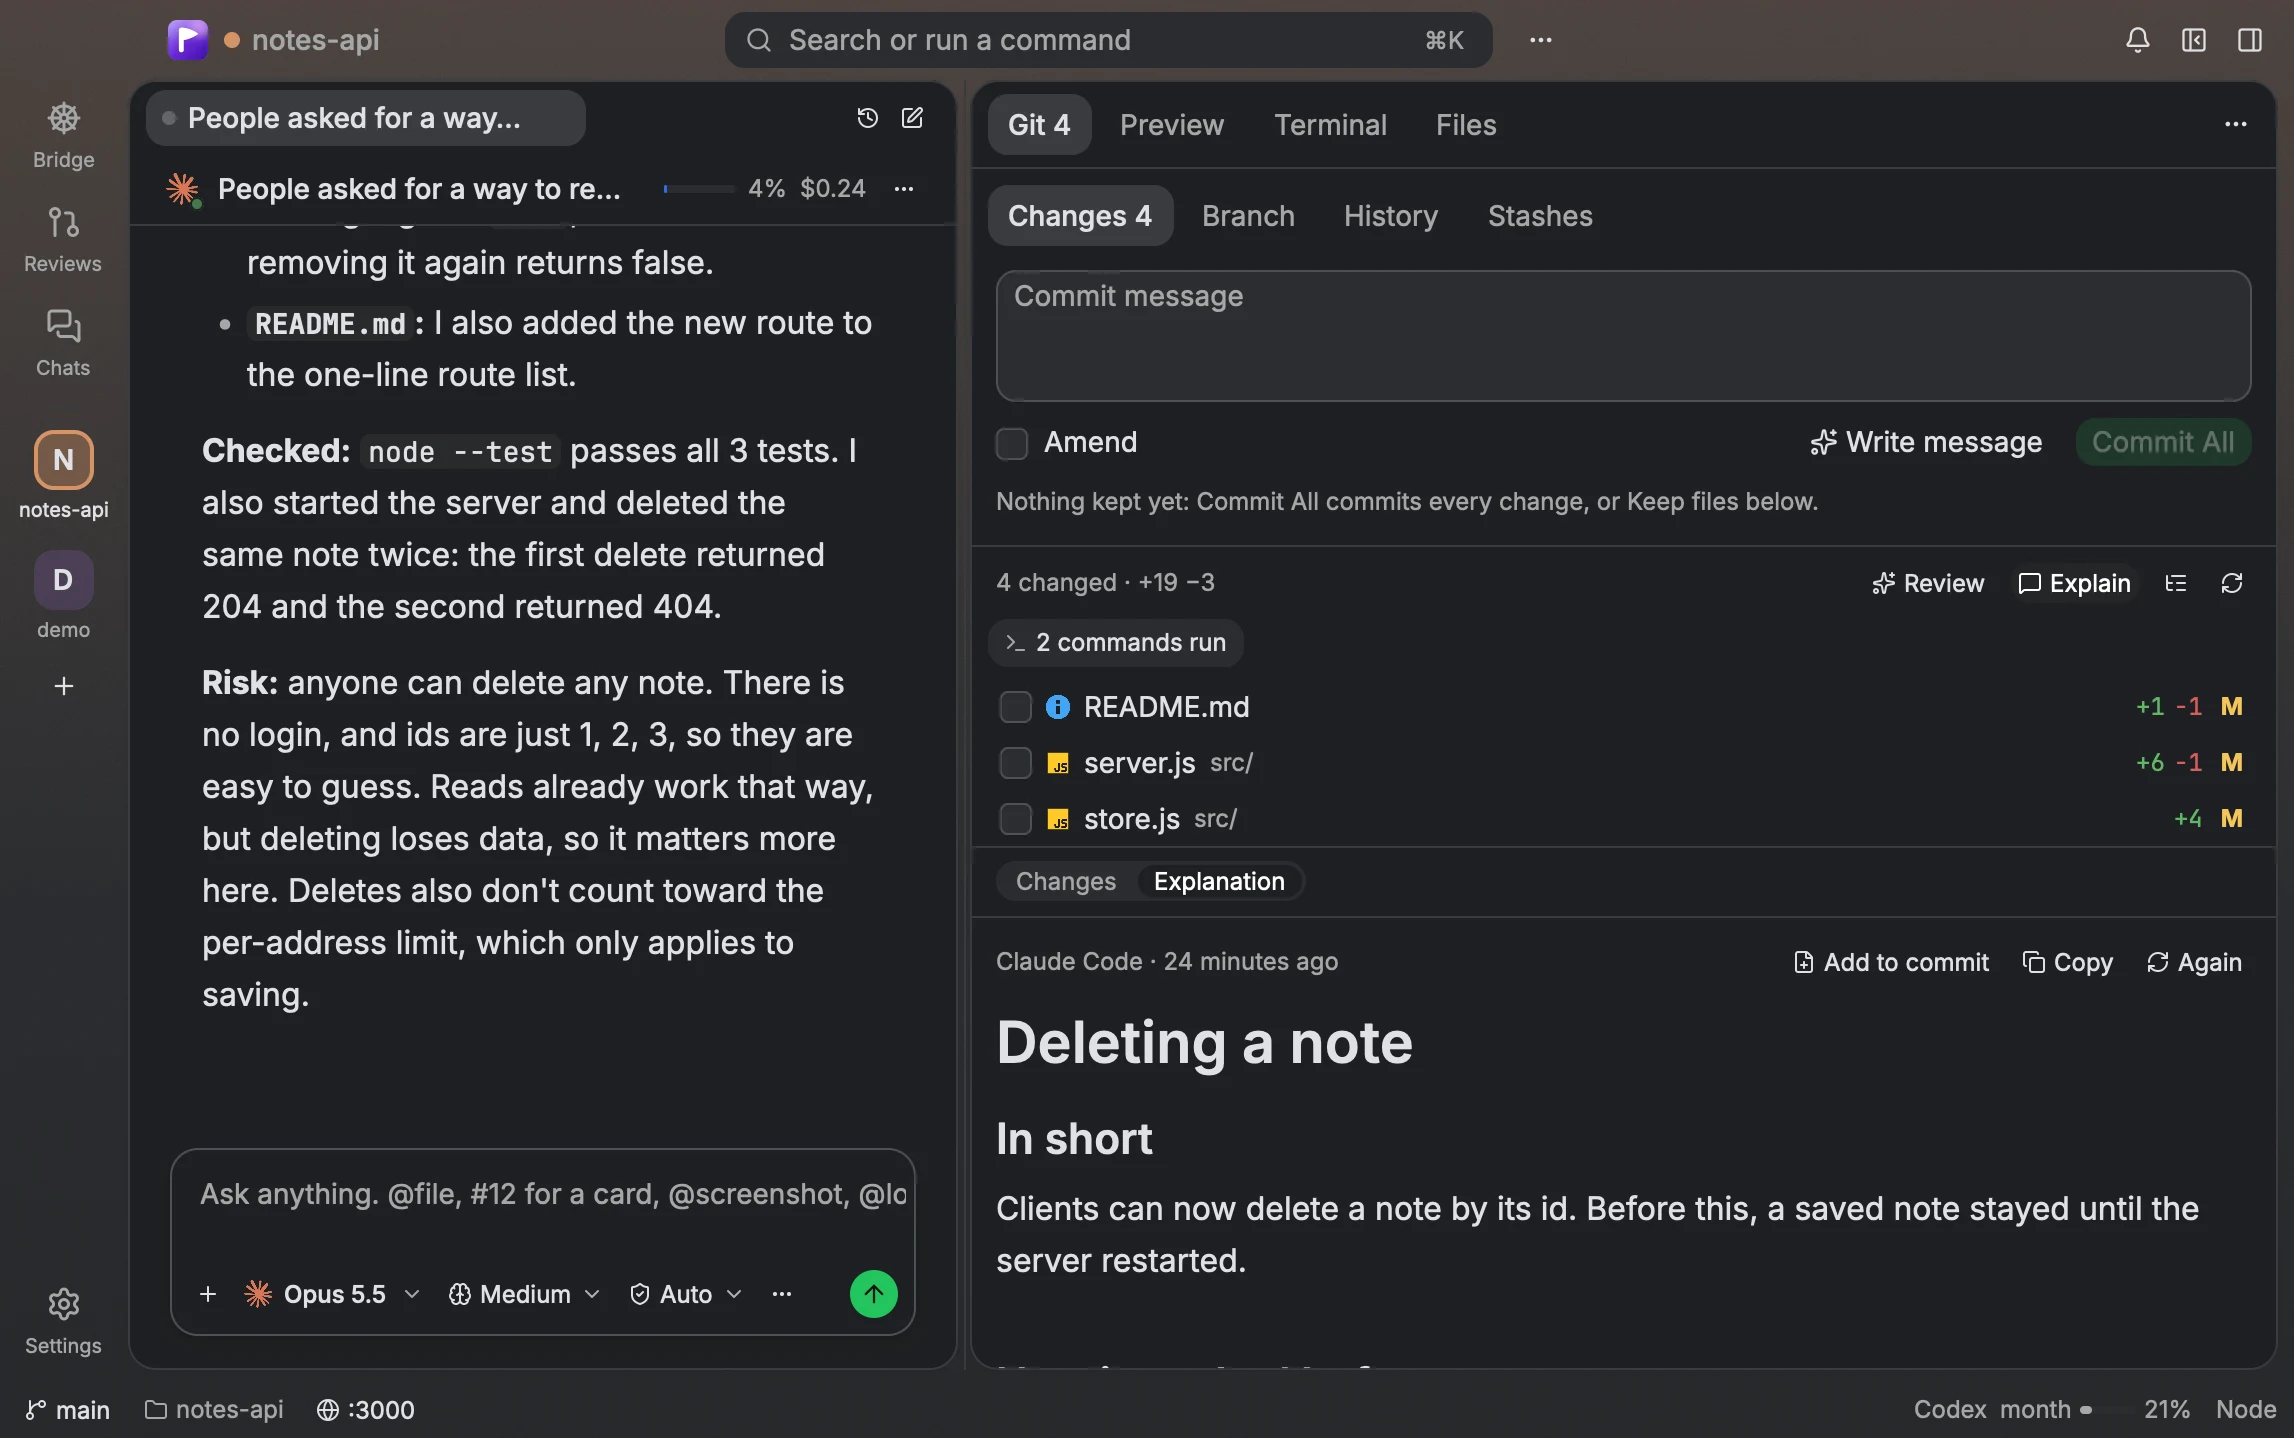 notes-api
Search or run a command
⌘K
Bridge
Reviews
Chats
N
notes-api
D
demo
Settings
People asked for a way...
People asked for a way to re...
4% $0.24
removing it again returns false.
• README.md: I also added the new route to
the one-line route list.
Checked: node --test passes all 3 tests. I
also started the server and deleted the
same note twice: the first delete returned
204 and the second returned 404.
Risk: anyone can delete any note. There is
no login, and ids are just 1, 2, 3, so they are
easy to guess. Reads already work that way,
but deleting loses data, so it matters more
here. Deletes also don't count toward the
per-address limit, which only applies to
saving.
Ask anything. @file, #12 for a card, @screenshot, @lo
Opus 5.5 Medium Auto
Git 4 Preview Terminal Files
Changes 4 Branch History Stashes
Commit message
Amend
Write message
Commit All
Nothing kept yet: Commit All commits every change, or Keep files below.
4 changed · +19 −3
Review Explain
2 commands run
README.md +1 -1 M
JS server.js src/ +6 -1 M
JS store.js src/ +4 M
Changes Explanation
Claude Code · 24 minutes ago
Add to commit Copy Again
Deleting a note
In short
Clients can now delete a note by its id. Before this, a saved note stayed until the
server restarted.
main notes-api :3000
Codex month 21% Node